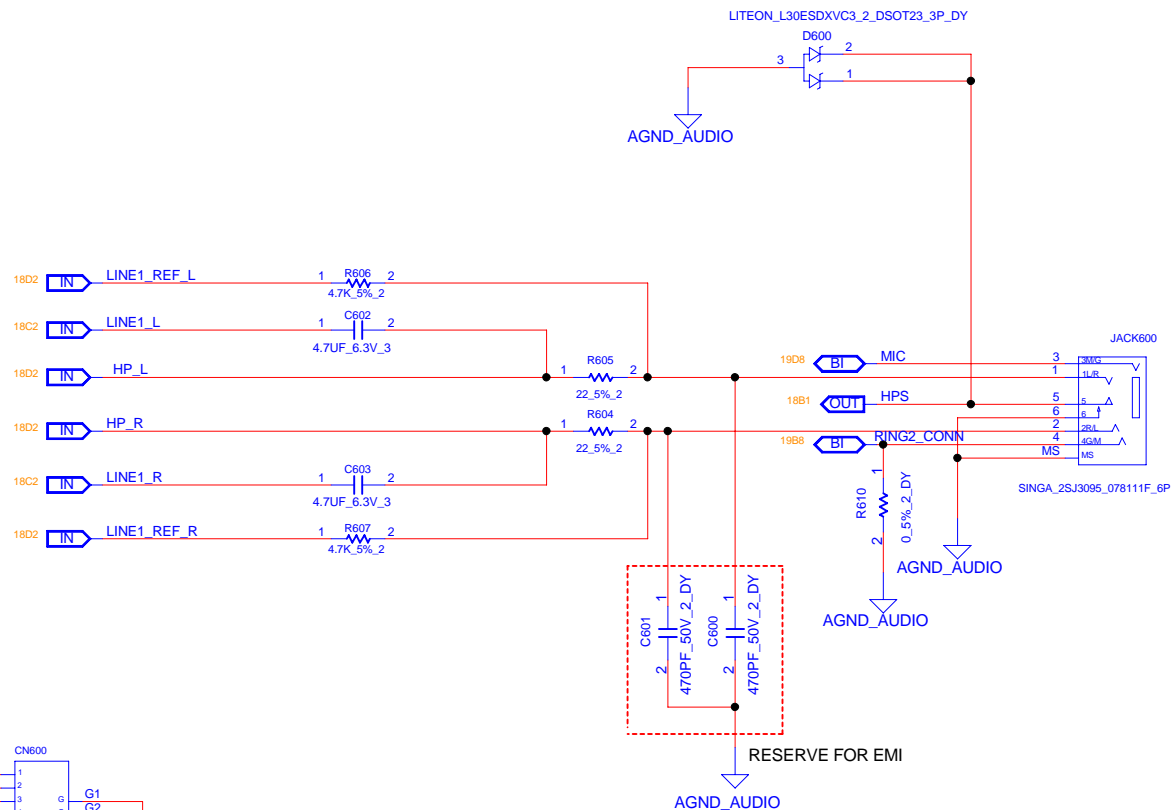 LITEON_L30ESDXVC3_2_DSOT23_3P_DY
D600
3 2
1
AGND_AUDIO
18D2 IN LINE1_REF_L 1 R606 2
4.7K_5%_2
18C2 IN LINE1_L 1 C602 2
4.7UF_6.3V_3
18D2 IN HP_L 1 R605 2
22_5%_2
18D2 IN HP_R 1 R604 2
22_5%_2
18C2 IN LINE1_R 1 C603 2
4.7UF_6.3V_3
18D2 IN LINE1_REF_R 1 R607 2
4.7K_5%_2
JACK600
19D8 BI MIC 3 3M/G
1 1L/R
18B1 OUT HPS 5 5
6 6
2 2R/L
19B8 BI RING2_CONN 4 4G/M
MS MS
SINGA_2SJ3095_078111F_6P
1 R610 2 0_5%_2_DY
AGND_AUDIO
AGND_AUDIO
1 C601 2 470PF_50V_2_DY
1 C600 2 470PF_50V_2_DY
RESERVE FOR EMI
AGND_AUDIO
CN600
1
2
3 G G1
G2